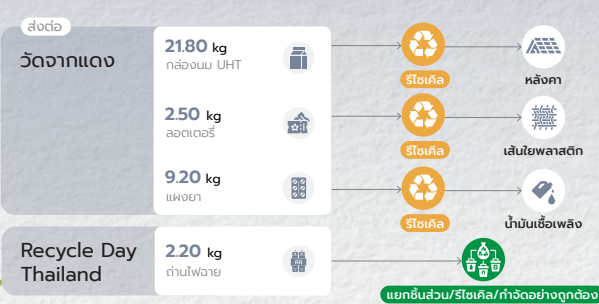 ส่งต่อ
วัดจากแดง
21.80 kg
กล่องนม UHT
รีไซเคิล
หลังคา
2.50 kg
ลอตเตอรี่
รีไซเคิล
เส้นใยพลาสติก
9.20 kg
แผงยา
รีไซเคิล
น้ำมันเชื้อเพลิง
Recycle Day
Thailand
2.20 kg
ถ่านไฟฉาย
แยกชิ้นส่วน/รีไซเคิล/กำจัดอย่างถูกต้อง